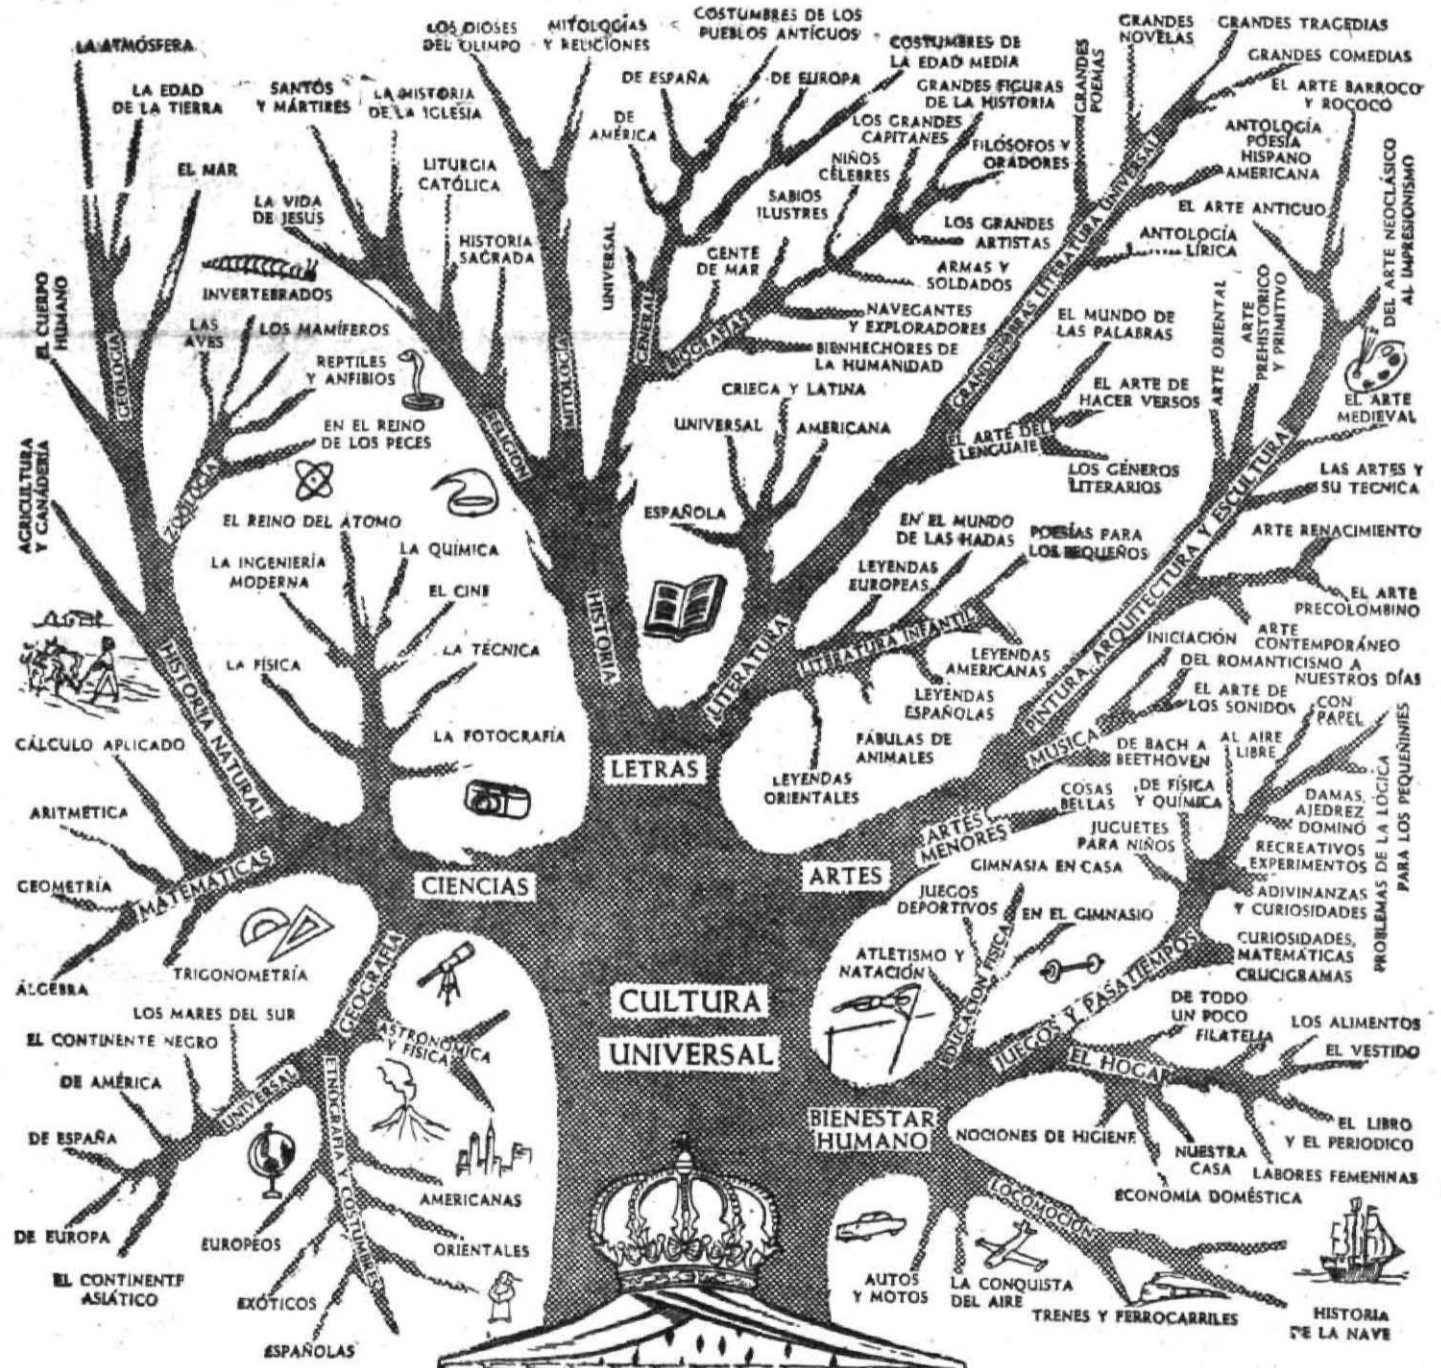 LA ATMÓSFERA
LA EDAD
DE LA TIERRA
EL MAR
GEOLOGÍA
EL CUERPO
HUMANO
AGRICULTURA
Y GANADERÍA
INVERTEBRADOS
LAS
AVES
LOS MAMÍFEROS
REPTILES
Y ANFIBIOS
EN EL REINO
DE LOS PECES
ZOOLOGÍA
HISTORIA NATURAL
SANTOS
Y MÁRTIRES
LA HISTORIA
DE LA IGLESIA
LITURGIA
CATÓLICA
LA VIDA
DE JESÚS
HISTORIA
SAGRADA
RELIGION
LOS DIOSES
DEL OLIMPO
MITOLOGÍAS
Y RELIGIONES
MITOLOGÍA
COSTUMBRES DE LOS
PUEBLOS ANTÍGUOS
COSTUMBRES DE
LA EDAD MEDIA
DE ESPAÑA
DE EUROPA
DE
AMÉRICA
UNIVERSAL
GENERAL
GRANDES FIGURAS
DE LA HISTORIA
LOS GRANDES
CAPITANES
FILÓSOFOS Y
ORADORES
NIÑOS
CÉLEBRES
SABIOS
ILUSTRES
LOS GRANDES
ARTISTAS
GENTE
DE MAR
ARMAS Y
SOLDADOS
NAVEGANTES
Y EXPLORADORES
BIENHECHORES DE
LA HUMANIDAD
BIOGRAFIAS
HISTORIA
GRANDES
POEMAS
GRANDES
NOVELAS
GRANDES TRAGEDIAS
GRANDES COMEDIAS
ANTOLOGÍA
POESÍA
HISPANO
AMERICANA
ANTOLOGÍA
LÍRICA
GRANDES OBRAS LITERATURA UNIVERSAL
EL MUNDO DE
LAS PALABRAS
EL ARTE DE
HACER VERSOS
LOS GÉNEROS
LITERARIOS
EL ARTE DEL
LENGUAJE
GRIEGA Y LATINA
UNIVERSAL
AMERICANA
ESPAÑOLA
EN EL MUNDO
DE LAS HADAS
POESÍAS PARA
LOS PEQUEÑOS
LEYENDAS
EUROPEAS
LITERATURA INFANTIL
LEYENDAS
AMERICANAS
LEYENDAS
ESPAÑOLAS
FÁBULAS DE
ANIMALES
LEYENDAS
ORIENTALES
LITERATURA
LETRAS
EL ARTE BARROCO
Y ROCOCÓ
EL ARTE ANTIGUO
DEL ARTE NEOCLÁSICO
AL IMPRESIONISMO
ARTE ORIENTAL
ARTE
PREHISTORICO
Y PRIMITIVO
EL ARTE
MEDIEVAL
LAS ARTES Y
SU TECNICA
ARTE RENACIMIENTO
EL ARTE
PRECOLOMBINO
ARTE
CONTEMPORÁNEO
PINTURA, ARQUITECTURA Y ESCULTURA
INICIACIÓN
DEL ROMANTICISMO A
NUESTROS DÍAS
EL ARTE DE
LOS SONIDOS
DE BACH A
BEETHOVEN
MUSICA
COSAS
BELLAS
ARTES
MENORES
ARTES
EL REINO DEL ATOMO
LA INGENIERÍA
MODERNA
LA QUÍMICA
EL CINE
LA FÍSICA
LA TÉCNICA
LA FOTOGRAFÍA
CÁLCULO APLICADO
ARITMÉTICA
GEOMETRÍA
ÁLGEBRA
TRIGONOMETRÍA
MATEMÁTICAS
CIENCIAS
LOS MARES DEL SUR
EL CONTINENTE NEGRO
DE AMÉRICA
DE ESPAÑA
DE EUROPA
EL CONTINENTE
ASIÁTICO
UNIVERSAL
GEOGRAFÍA
ASTRONÓMICA
Y FÍSICA
ETNOGRAFÍA Y COSTUMBRES
AMERICANAS
EUROPEOS
ORIENTALES
EXÓTICOS
ESPAÑOLAS
CULTURA
UNIVERSAL
CON
PAPEL
AL AIRE
LIBRE
DE FÍSICA
Y QUÍMICA
JUGUETES
PARA NIÑOS
DAMAS,
AJEDREZ
DOMINÓ
RECREATIVOS
EXPERIMENTOS
ADIVINANZAS
Y CURIOSIDADES
CURIOSIDADES,
MATEMÁTICAS
CRUCIGRAMAS
PROBLEMAS DE LA LÓGICA
PARA LOS PEQUEÑINES
JUEGOS Y PASATIEMPOS
GIMNASIA EN CASA
JUEGOS
DEPORTIVOS
EN EL GIMNASIO
ATLETISMO Y
NATACIÓN
EDUCACIÓN FÍSICA
DE TODO
UN POCO
FILATELIA
LOS ALIMENTOS
EL VESTIDO
EL LIBRO
Y EL PERIODICO
EL HOGAR
NOCIONES DE HIGIENE
NUESTRA
CASA
LABORES FEMENINAS
ECONOMÍA DOMÉSTICA
BIENESTAR
HUMANO
LOCOMOCIÓN
AUTOS
Y MOTOS
LA CONQUISTA
DEL AIRE
TRENES Y FERROCARRILES
HISTORIA
DE LA NAVE